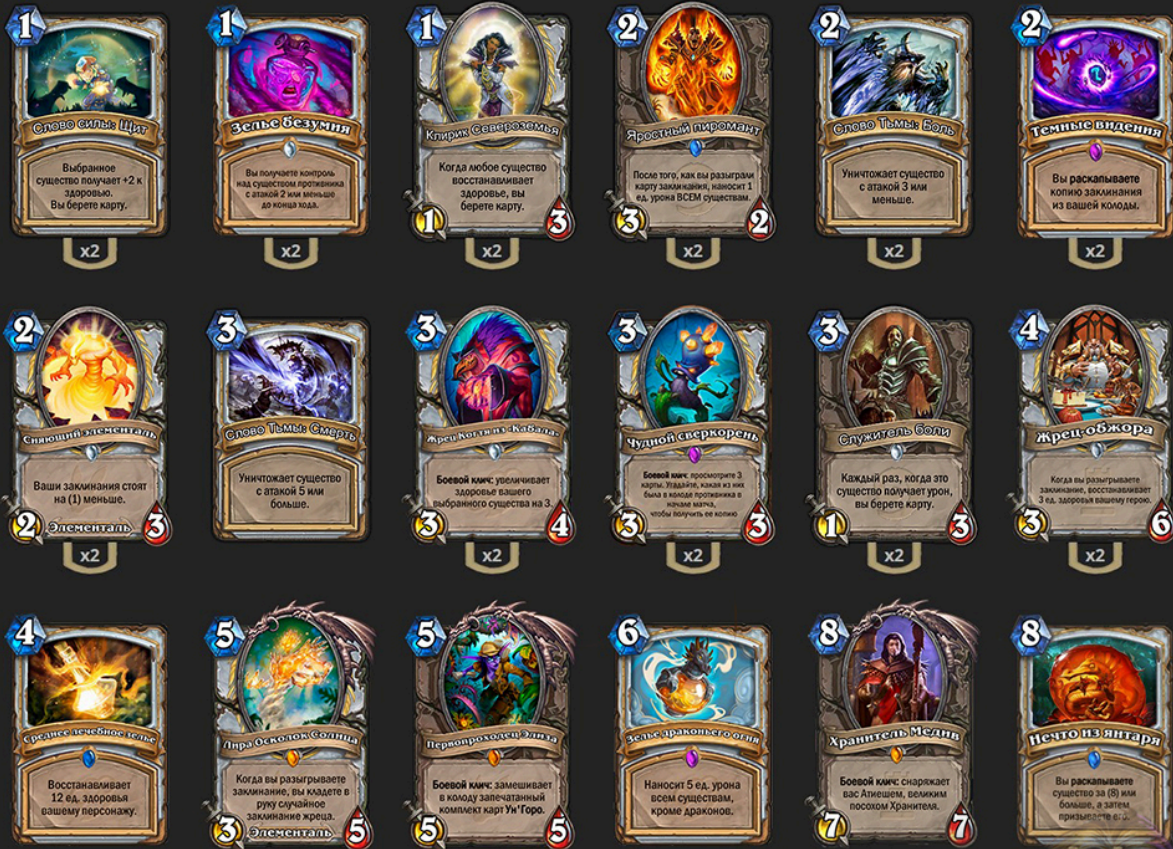 1
Слово силы: Щит
Выбранное
существо получает +2 к
здоровью.
Вы берете карту.
x2
1
Зелье безумия
Вы получаете контроль
над существом противника
с атакой 2 или меньше
до конца хода.
x2
1
Клирик Североземья
Когда любое существо
восстанавливает
здоровье, вы
берете карту.
1
3
x2
2
Яростный пиромант
После того, как вы разыграли
карту заклинания, наносит 1
ед. урона ВСЕМ существам.
3
2
x2
2
Слово Тьмы: Боль
Уничтожает существо
с атакой 3 или
меньше.
x2
2
Темные видения
Вы раскапываете
копию заклинания
из вашей колоды.
x2
2
Сияющий элементаль
Ваши заклинания стоят
на (1) меньше.
2
Элементаль
3
x2
3
Слово Тьмы: Смерть
Уничтожает существо
с атакой 5 или
больше.
3
Жрец Когтя из «Кабала»
Боевой клич: увеличивает
здоровье вашего
выбранного существа на 3.
3
4
x2
3
Чудной сверкорень
Боевой клич: просмотрите 3
карты. Угадайте, какая из них
была в колоде противника в
начале матча,
чтобы получить ее копию
3
3
x2
3
Служитель боли
Каждый раз, когда это
существо получает урон,
вы берете карту.
1
3
x2
4
Жрец-обжора
Когда вы разыгрываете
заклинание, восстанавливает
3 ед. здоровья вашему герою.
3
6
x2
4
Среднее лечебное зелье
Восстанавливает
12 ед. здоровья
вашему персонажу.
5
Лира Осколок Солнца
Когда вы разыгрываете
заклинание, вы кладете в
руку случайное
заклинание жреца.
3
Элементаль
5
5
Первопроходец Элиза
Боевой клич: замешивает
в колоду запечатанный
комплект карт Ун'Горо.
5
5
6
Зелье драконьего огня
Наносит 5 ед. урона
всем существам,
кроме драконов.
8
Хранитель Медив
Боевой клич: снаряжает
вас Атиешем, великим
посохом Хранителя.
7
7
8
Нечто из янтаря
Вы раскапываете
существо за (8) или
больше, а затем
призываете его.